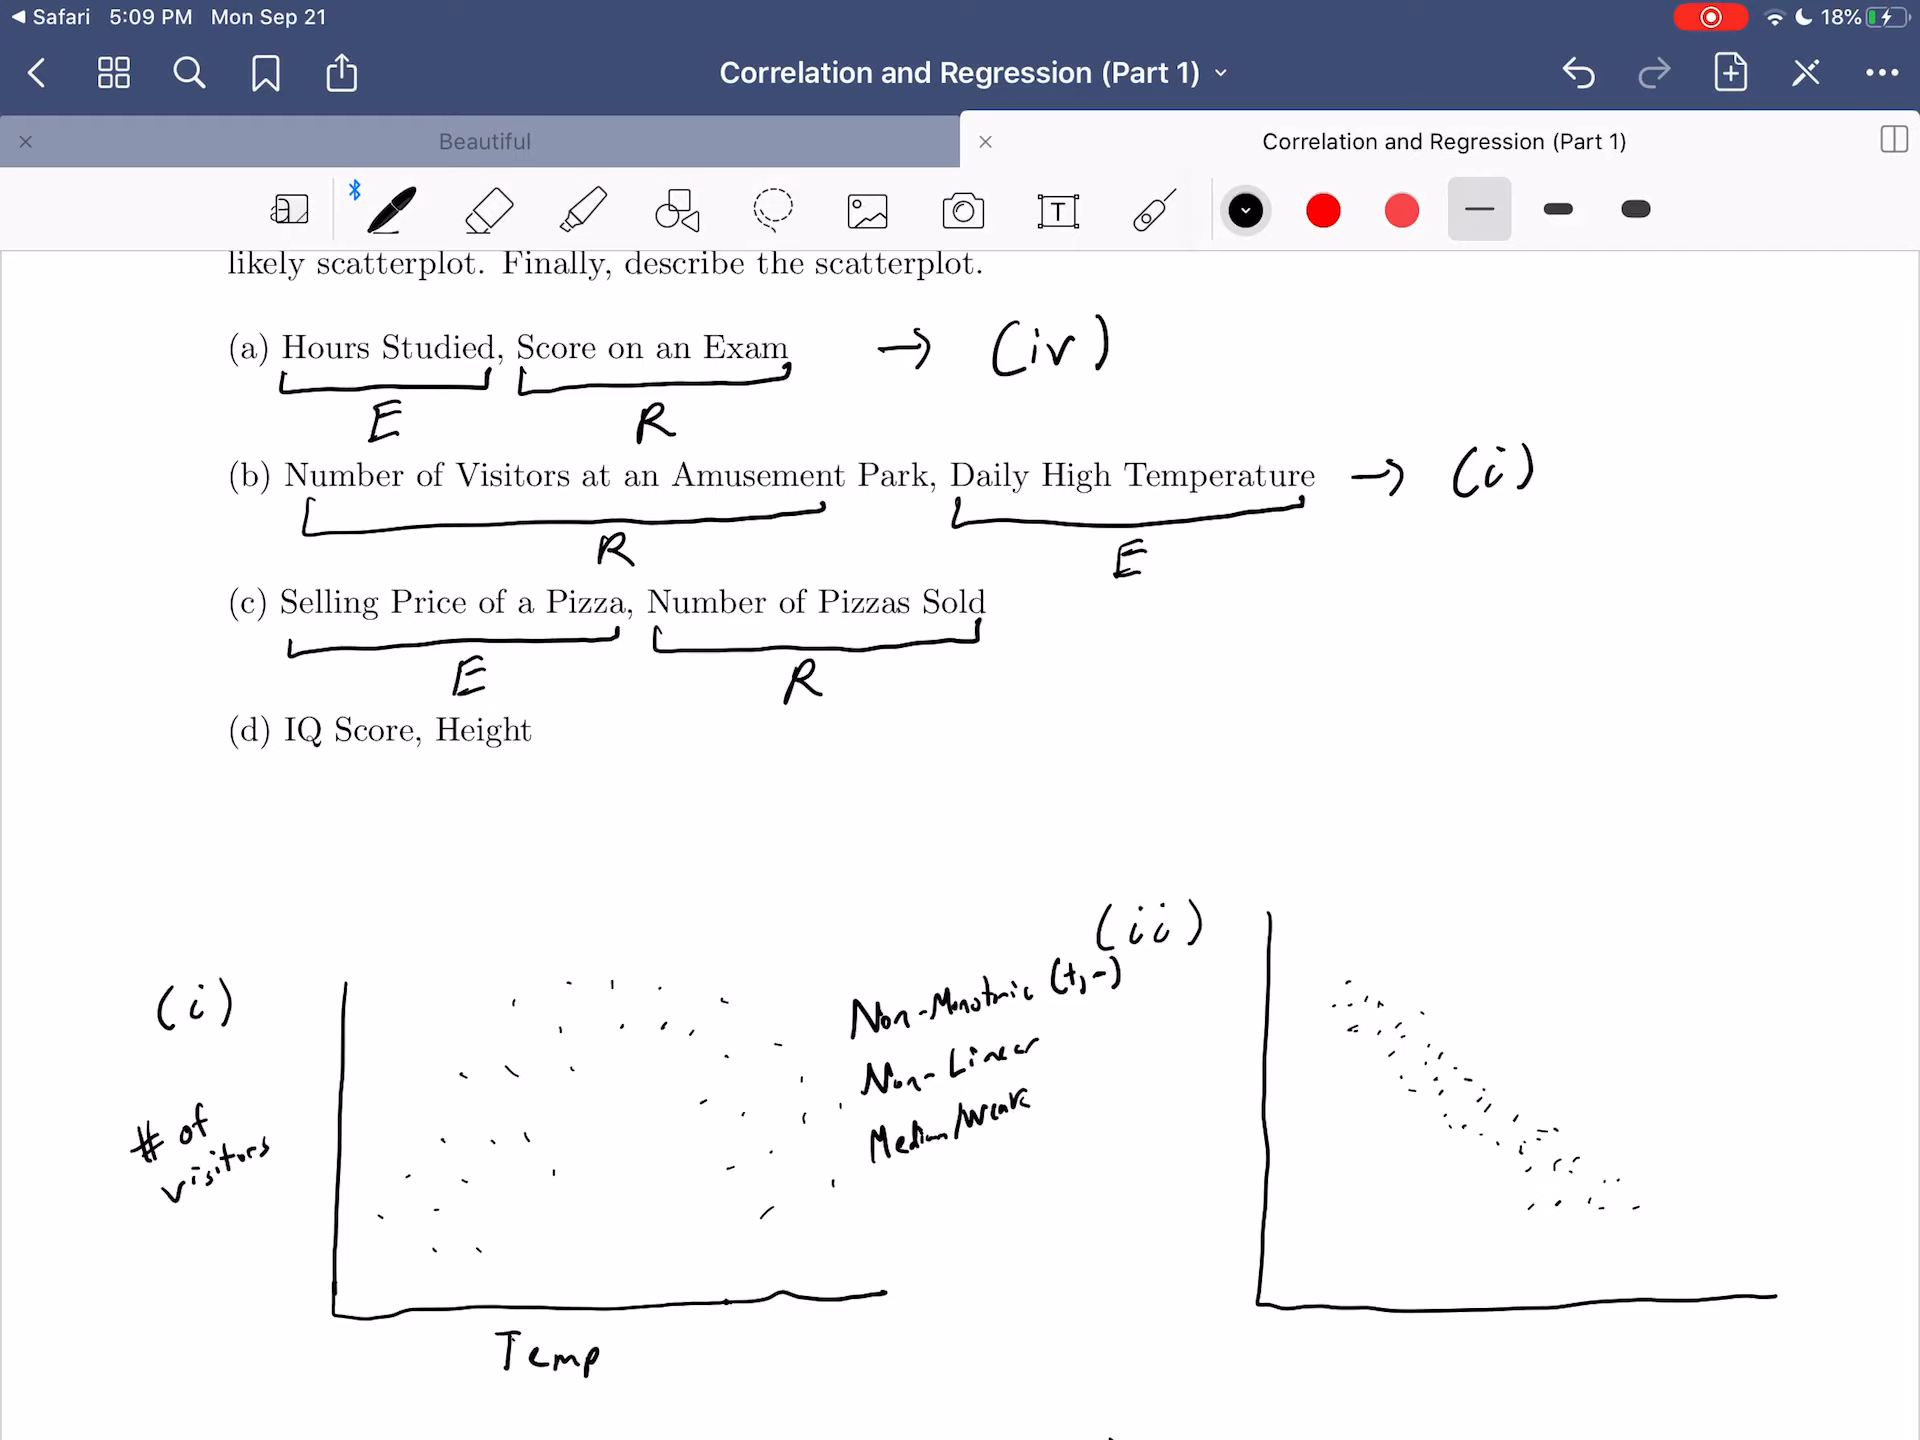 Safari 5:09 PM Mon Sep 21 18%
Correlation and Regression (Part 1)
Beautiful
Correlation and Regression (Part 1)
a T
likely scatterplot. Finally, describe the scatterplot.
(a) Hours Studied, Score on an Exam → (iv)
E R
(b) Number of Visitors at an Amusement Park, Daily High Temperature → (i)
R E
(c) Selling Price of a Pizza, Number of Pizzas Sold
E R
(d) IQ Score, Height
(i)
# of
visitors
Temp
Non-Monotonic (+,-)
Non-Linear
Medium/Weak
(ii)